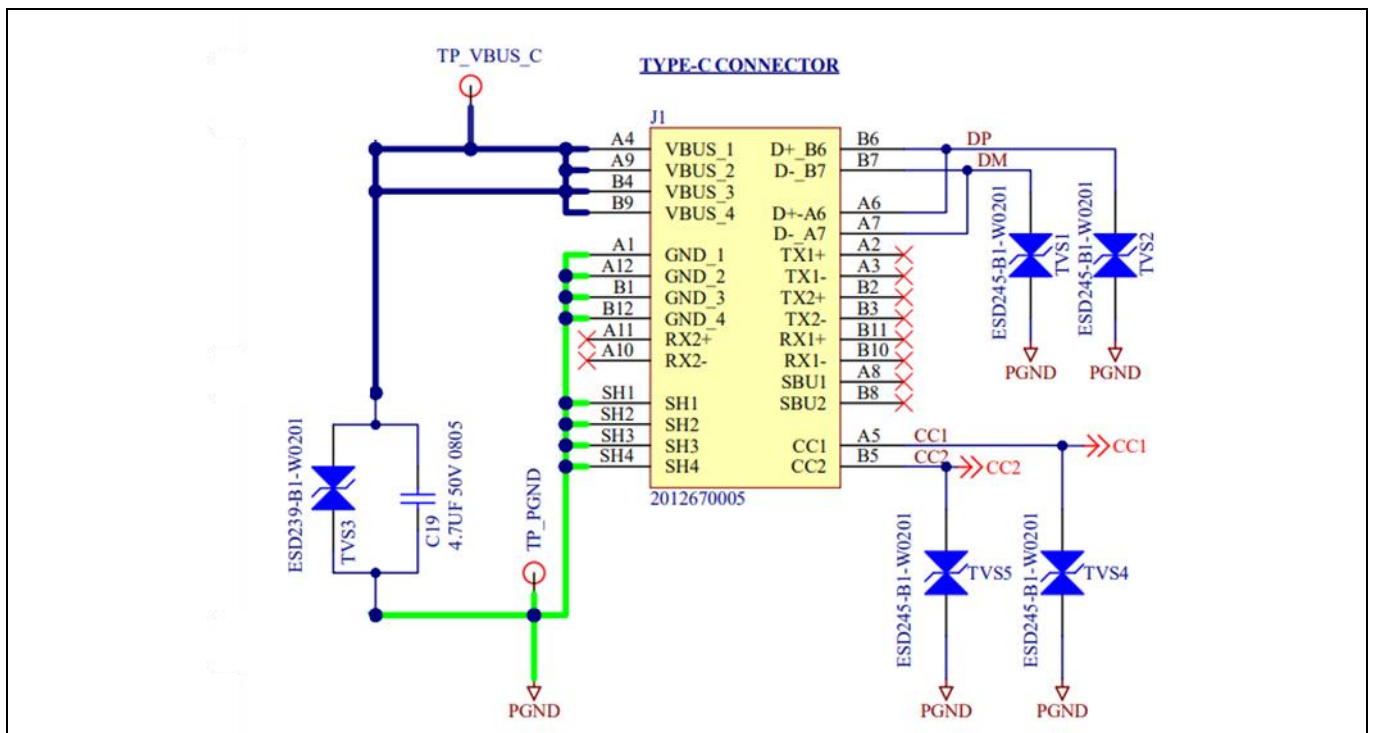 TP_VBUS_C
TYPE-C CONNECTOR
J1
A4 VBUS_1 D+_B6 B6 DP
A9 VBUS_2 D-_B7 B7 DM
B4 VBUS_3
B9 VBUS_4 D+-A6 A6
D-_A7 A7
A1 GND_1 TX1+ A2
A12 GND_2 TX1- A3
B1 GND_3 TX2+ B2
B12 GND_4 TX2- B3
A11 RX2+ RX1+ B11
A10 RX2- RX1- B10
SBU1 A8
SH1 SH1 SBU2 B8
SH2 SH2
SH3 SH3 CC1 A5 CC1 CC1
SH4 SH4 CC2 B5 CC2 CC2
2012670005
ESD245-B1-W0201
TVS1
ESD245-B1-W0201
TVS2
PGND
PGND
ESD239-B1-W0201
TVS3
C19
4.7UF 50V 0805
TP_PGND
PGND
ESD245-B1-W0201
TVS5
ESD245-B1-W0201
TVS4
PGND
PGND